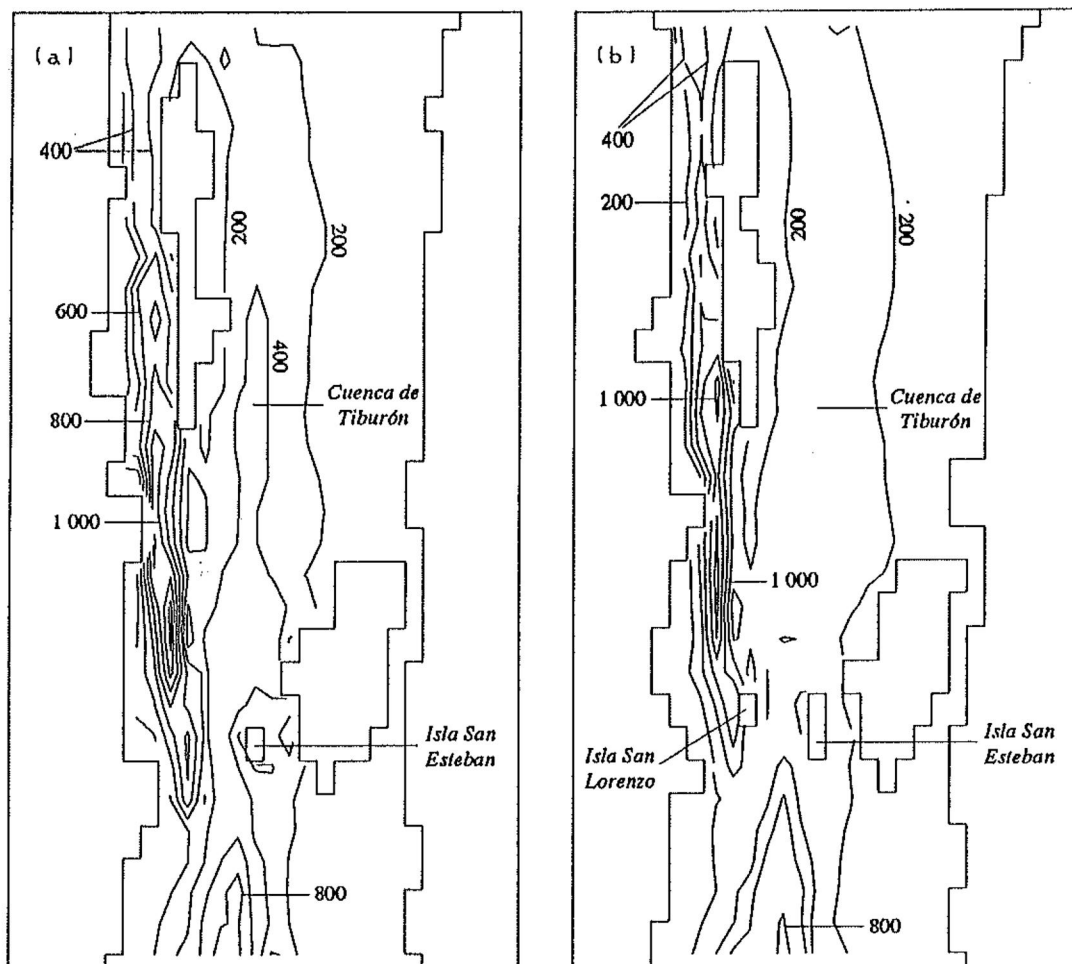 (a)
400
200
200
600
400
Cuenca de
Tiburón
800
1 000
Isla San
Esteban
800
(b)
400
200
200
200
1 000
Cuenca de
Tiburón
1 000
Isla San
Lorenzo
Isla San
Esteban
800